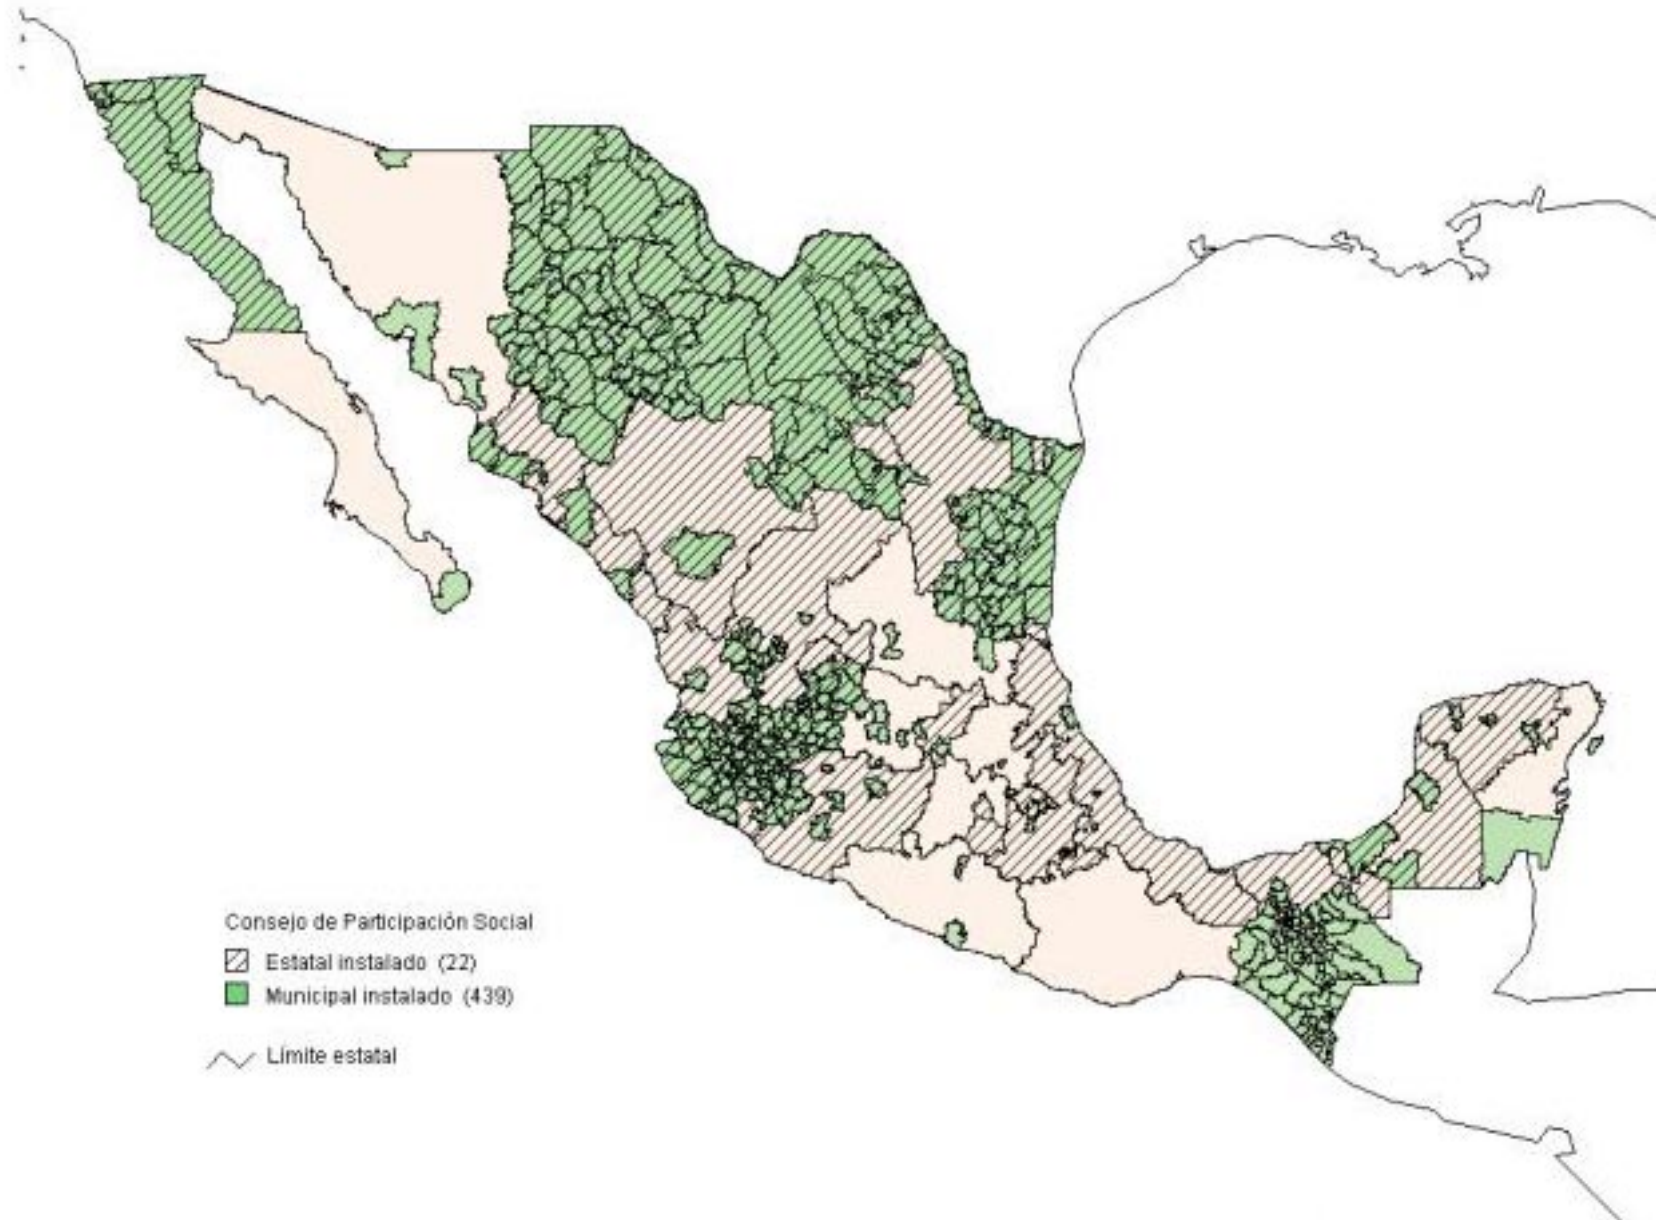 Consejo de Participación Social
Estatal instalado (22)
Municipal instalado (439)
Límite estatal